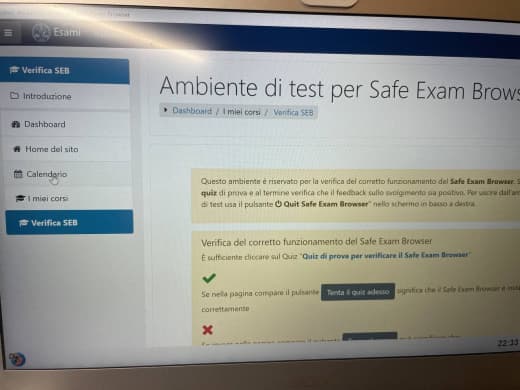 Esami
Verifica SEB
Introduzione
Dashboard
Home del sito
Calendario
I miei corsi
Verifica SEB
Ambiente di test per Safe Exam Brows
Dashboard / I miei corsi / Verifica SEB
Questo ambiente è riservato per la verifica del corretto funzionamento del Safe Exam Browser. S
quiz di prova e al termine verifica che il feedback sullo svolgimento sia positivo. Per uscire dall'am
di test usa il pulsante "Quit Safe Exam Browser" nello schermo in basso a destra.
Verifica del corretto funzionamento del Safe Exam Browser
È sufficiente cliccare sul Quiz "Quiz di prova per verificare il Safe Exam Browser"
Se nella pagina compare il pulsante Tenta il quiz adesso significa che il Safe Exam Browser è insta
correttamente
22:33